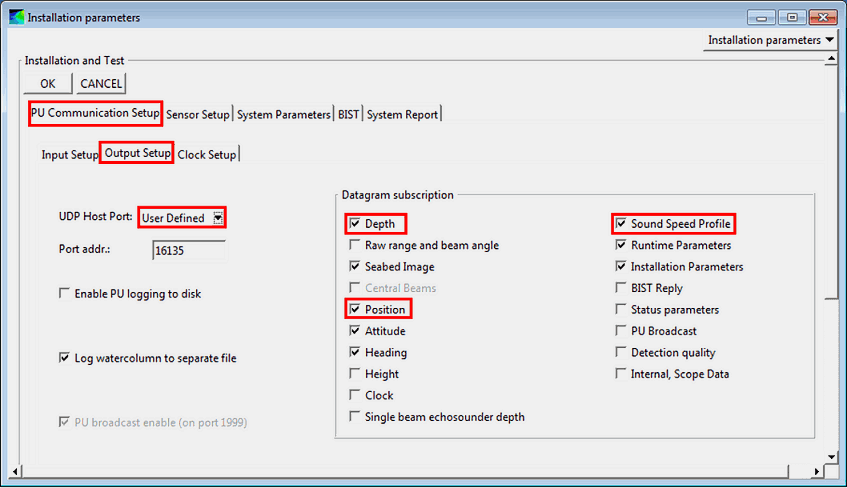 Installation parameters
Installation parameters
Installation and Test
OK CANCEL
PU Communication Setup Sensor Setup System Parameters BIST System Report
Input Setup Output Setup Clock Setup
UDP Host Port: User Defined
Port addr.: 16135
Enable PU logging to disk
Log watercolumn to separate file
PU broadcast enable (on port 1999)
Datagram subscription
Depth
Raw range and beam angle
Seabed Image
Central Beams
Position
Attitude
Heading
Height
Clock
Single beam echosounder depth
Sound Speed Profile
Runtime Parameters
Installation Parameters
BIST Reply
Status parameters
PU Broadcast
Detection quality
Internal, Scope Data